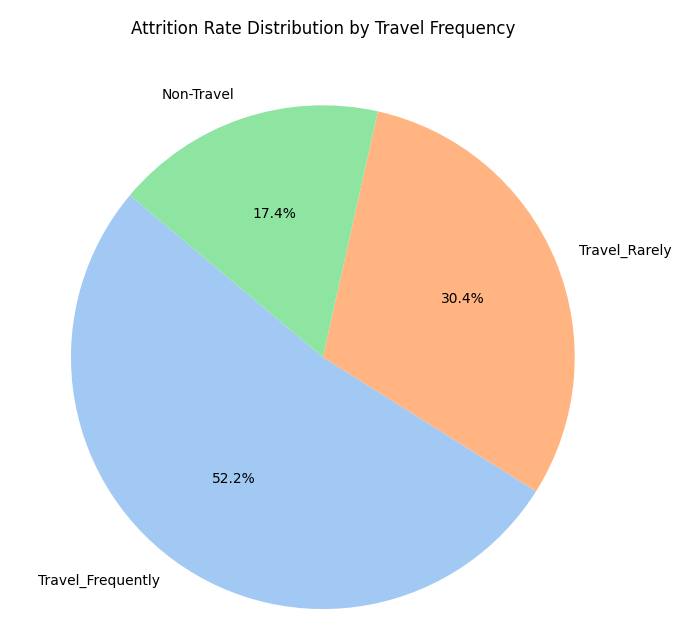 Attrition Rate Distribution by Travel Frequency
Non-Travel
17.4%
Travel_Rarely
30.4%
52.2%
Travel_Frequently